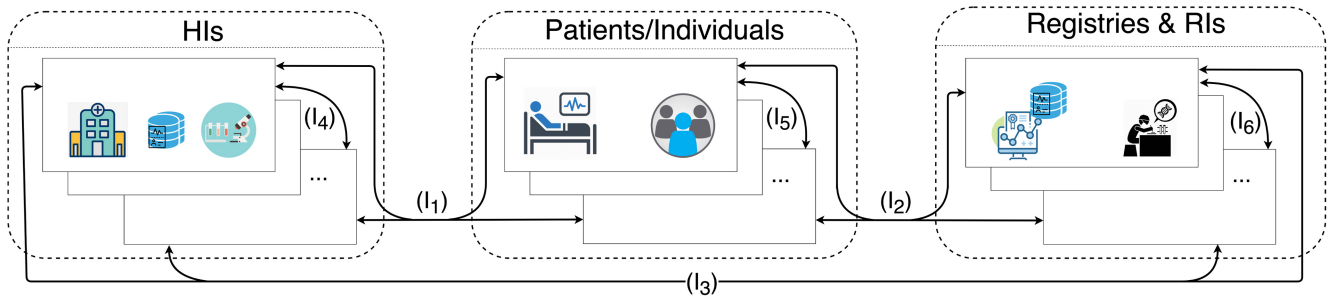 HIs
Patients/Individuals
Registries & RIs
(I₄)
(I₅)
(I₆)
...
...
...
(I₁)
(I₂)
(I₃)